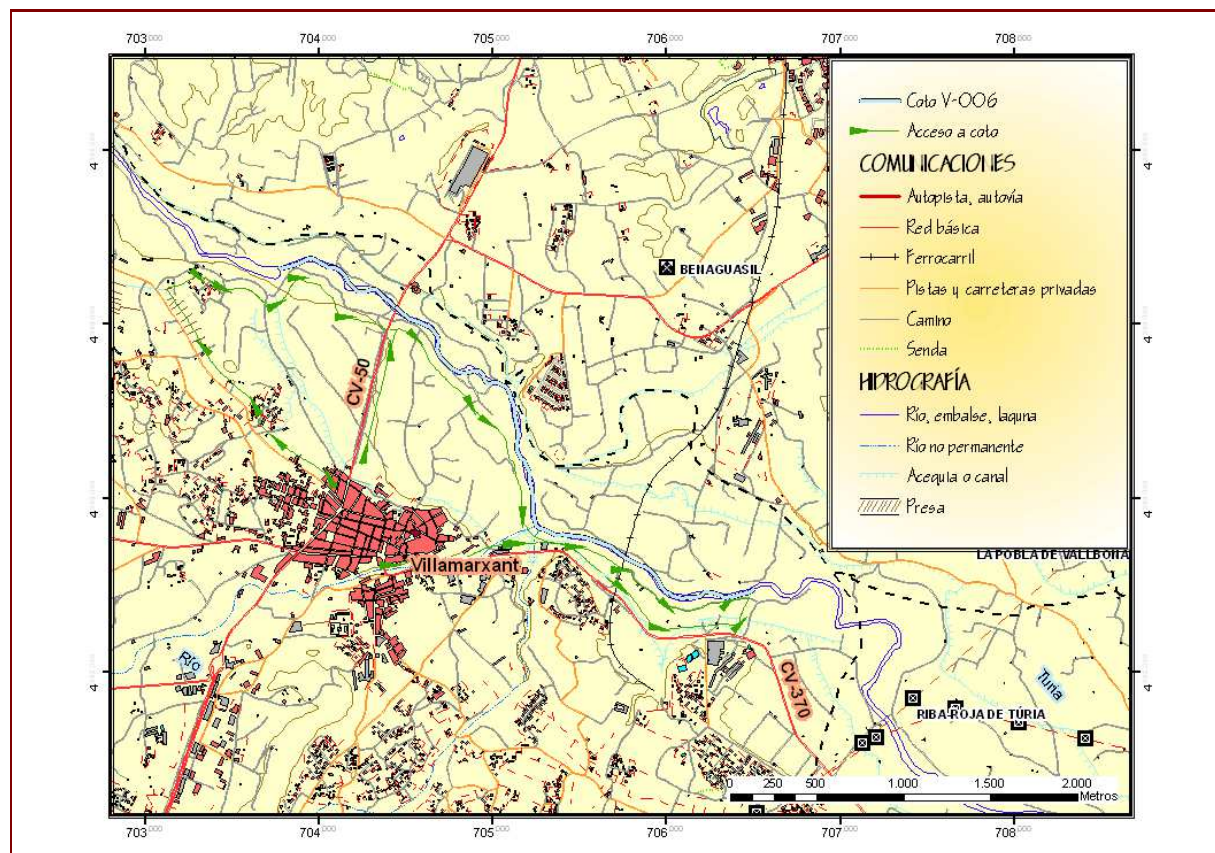 703000 704000 705000 706000 707000 708000
Coto V-006
Acceso a coto
COMUNICACIONES
Autopista, autovía
Red básica
Ferrocarril
Pistas y carreteras privadas
Camino
Senda
HIDROGRAFÍA
Río, embalse, laguna
Río no permanente
Acequia o canal
Presa
BENAGUASIL
CV-50
LA POBLA DE VALLBONA
Villamarxant
Río
CV-370
Turia
RIBA-ROJA DE TÚRIA
0 250 500 1.000 1.500 2.000
Metros
703000 704000 705000 706000 707000 708000